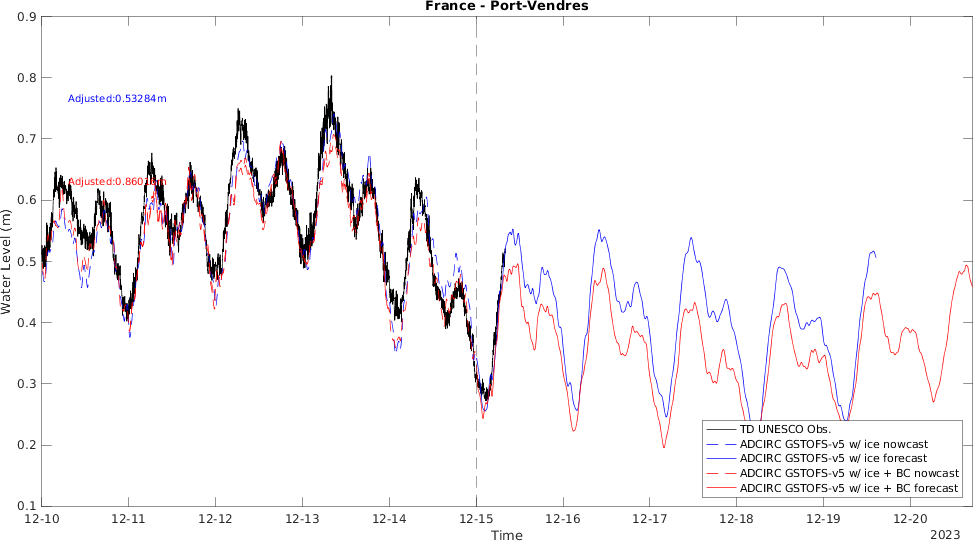 France - Port-Vendres
0.9
0.8
0.7
0.6
0.5
0.4
0.3
0.2
0.1
Water Level (m)
Adjusted:0.53284m
TD UNESCO Obs.
ADCIRC GSTOFS-v5 w/ ice nowcast
ADCIRC GSTOFS-v5 w/ ice forecast
ADCIRC GSTOFS-v5 w/ ice + BC nowcast
ADCIRC GSTOFS-v5 w/ ice + BC forecast
12-10 12-11 12-12 12-13 12-14 12-15 12-16 12-17 12-18 12-19 12-20
Time
2023